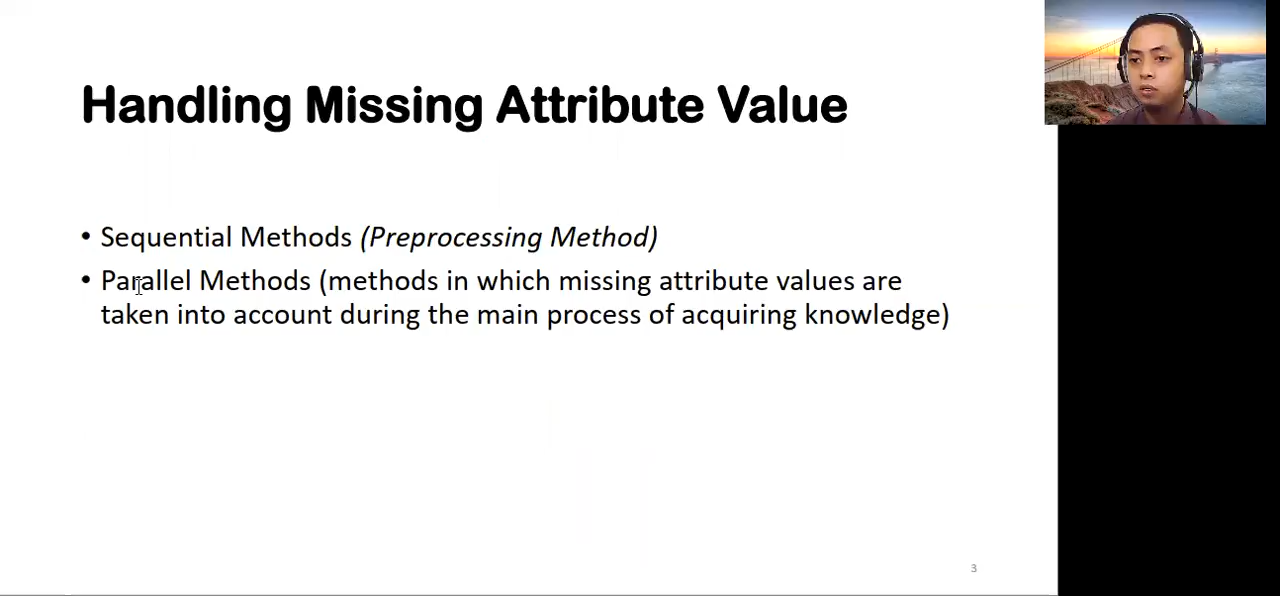 Handling Missing Attribute Value
• Sequential Methods (Preprocessing Method)
• Parallel Methods (methods in which missing attribute values are
taken into account during the main process of acquiring knowledge)
3